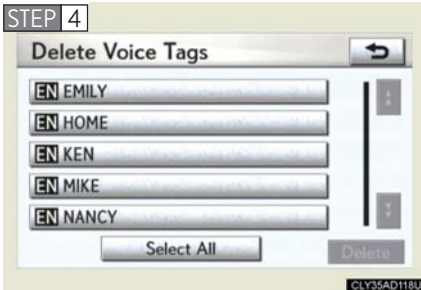 STEP 4
Delete Voice Tags
EN EMILY
EN HOME
EN KEN
EN MIKE
EN NANCY
Select All
Delete
CLY35AD118U